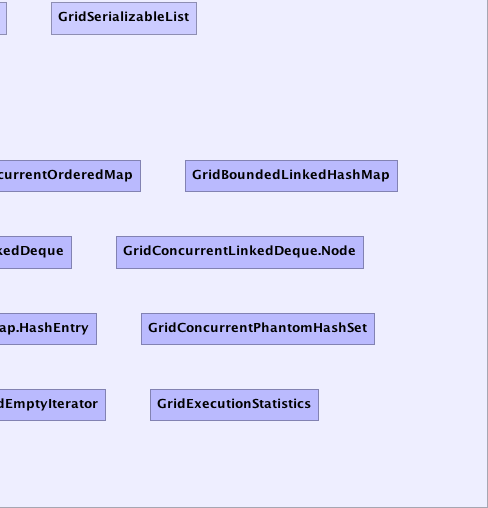 GridSerializableList
currentOrderedMap GridBoundedLinkedHashMap
kedDeque GridConcurrentLinkedDeque.Node
ap.HashEntry GridConcurrentPhantomHashSet
dEmptyIterator GridExecutionStatistics